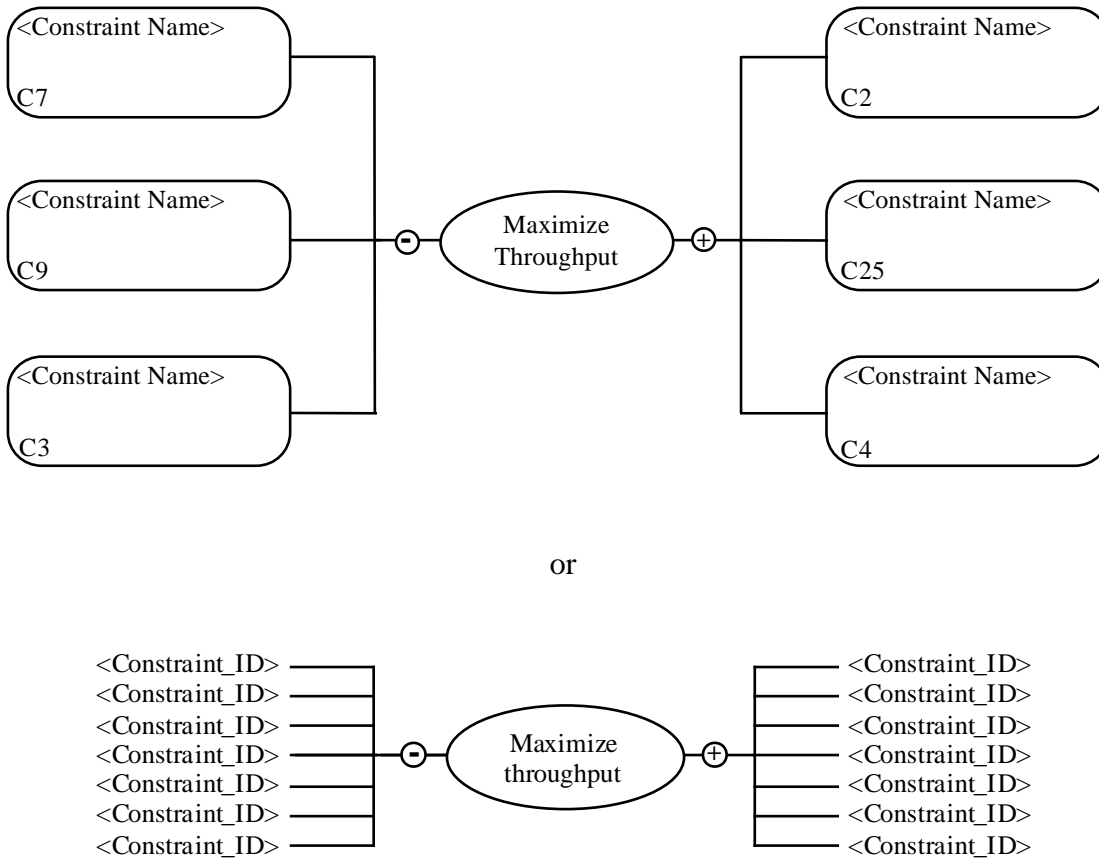 <Constraint Name>
C7
<Constraint Name>
C2
<Constraint Name>
C9
-
Maximize
Throughput
+
<Constraint Name>
C25
<Constraint Name>
C3
<Constraint Name>
C4
or
<Constraint_ID>
<Constraint_ID>
<Constraint_ID>
<Constraint_ID>
<Constraint_ID>
<Constraint_ID>
<Constraint_ID>
-
Maximize
throughput
+
<Constraint_ID>
<Constraint_ID>
<Constraint_ID>
<Constraint_ID>
<Constraint_ID>
<Constraint_ID>
<Constraint_ID>